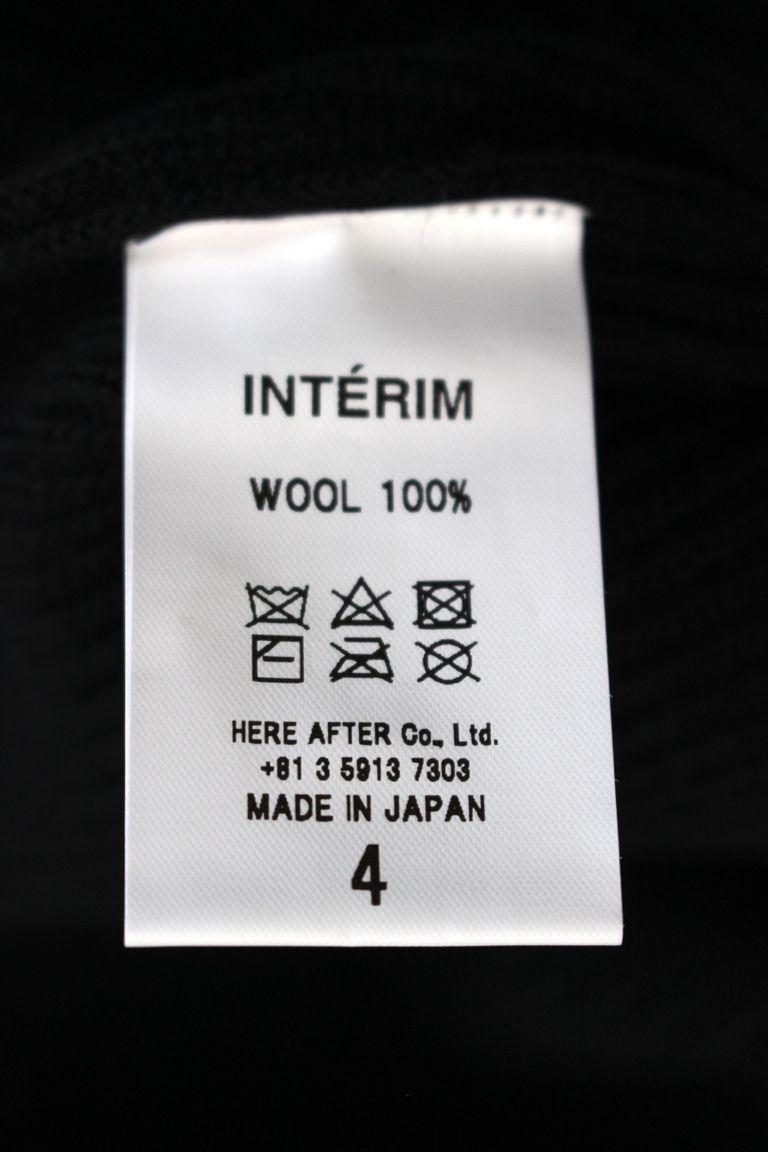 INTÉRIM
WOOL 100%
HERE AFTER Co., Ltd.
+81 3 5913 7303
MADE IN JAPAN
4